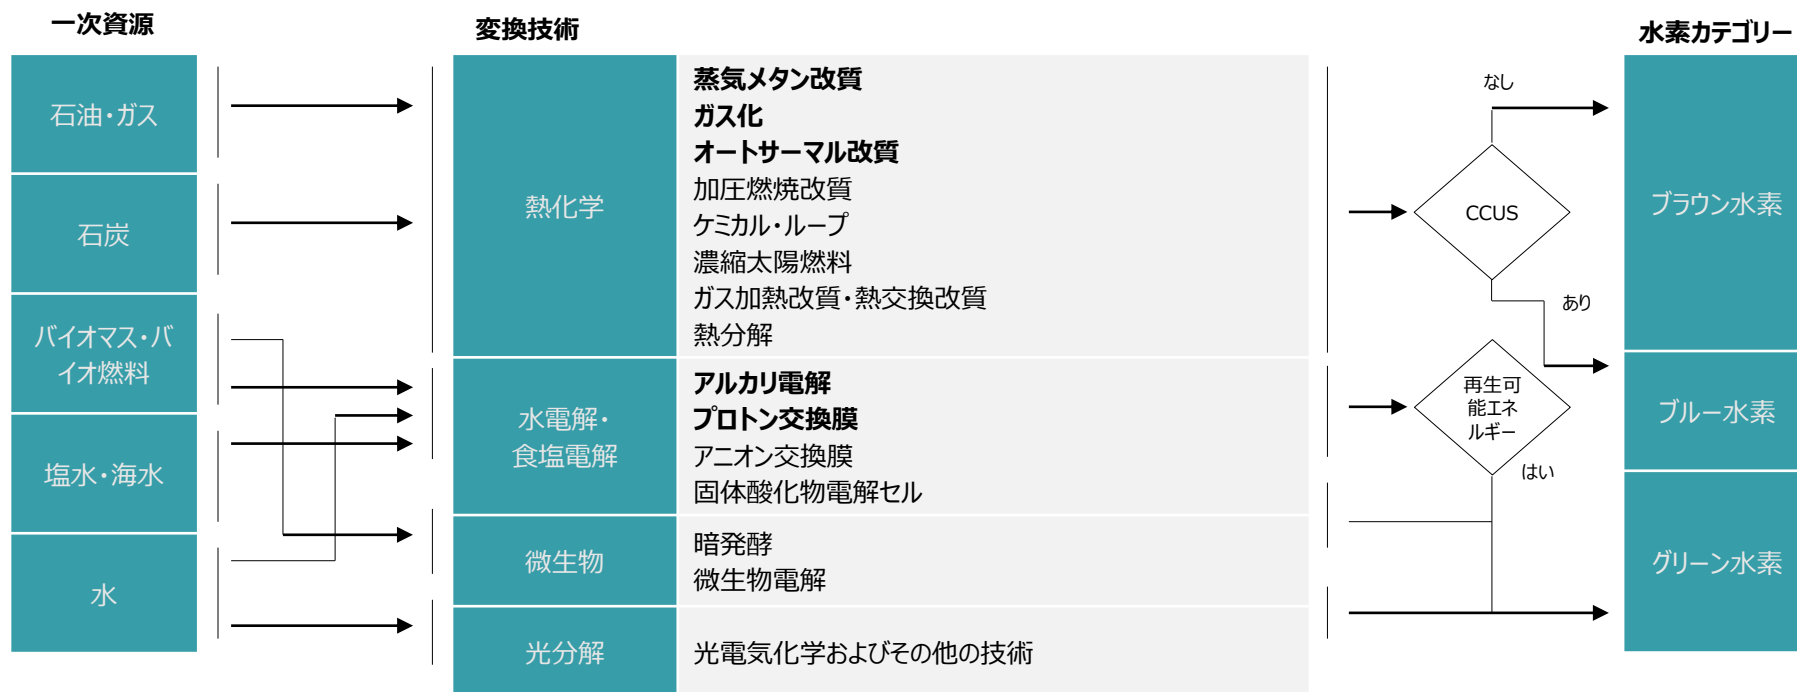 一次資源
変換技術
水素カテゴリー
石油・ガス
石炭
バイオマス・バ
イオ燃料
塩水・海水
水
熱化学
蒸気メタン改質
ガス化
オートサーマル改質
加圧燃焼改質
ケミカル・ループ
濃縮太陽燃料
ガス加熱改質・熱交換改質
熱分解
水電解・
食塩電解
アルカリ電解
プロトン交換膜
アニオン交換膜
固体酸化物電解セル
微生物
暗発酵
微生物電解
光分解
光電気化学およびその他の技術
なし
CCUS
あり
再生可
能エネ
ルギー
はい
ブラウン水素
ブルー水素
グリーン水素